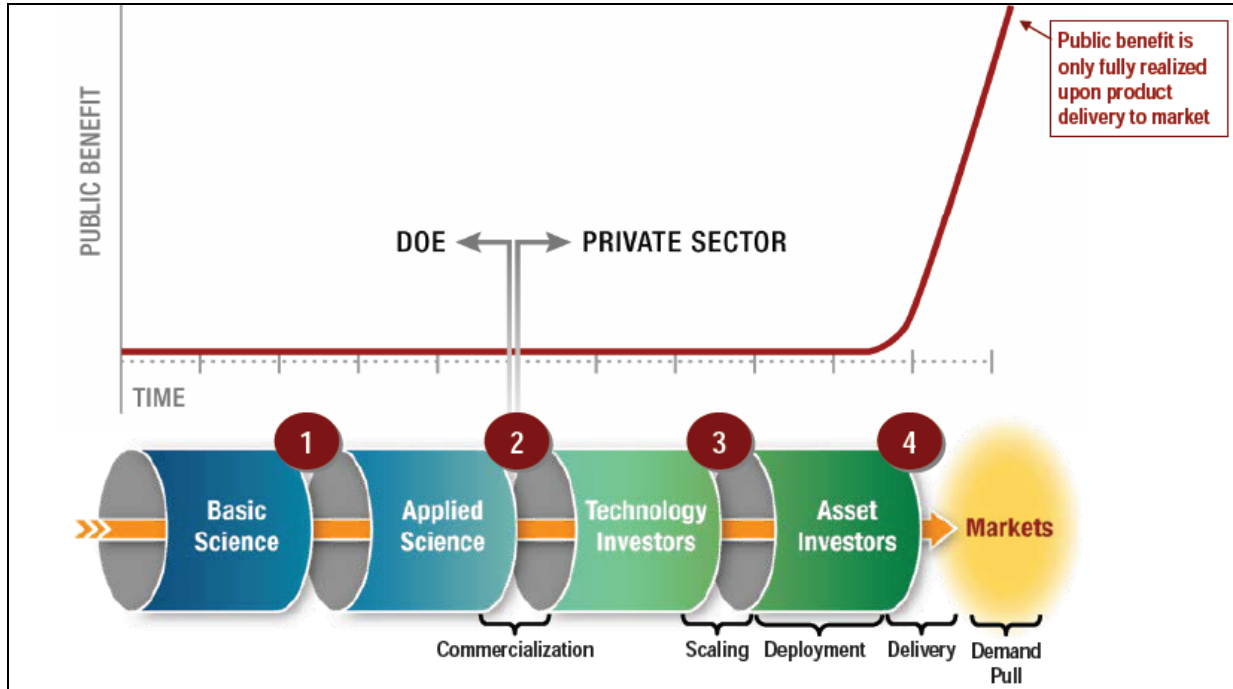 PUBLIC BENEFIT
Public benefit is
only fully realized
upon product
delivery to market
DOE
PRIVATE SECTOR
TIME
1
2
3
4
Basic
Science
Applied
Science
Technology
Investors
Asset
Investors
Markets
Commercialization
Scaling
Deployment
Delivery
Demand
Pull